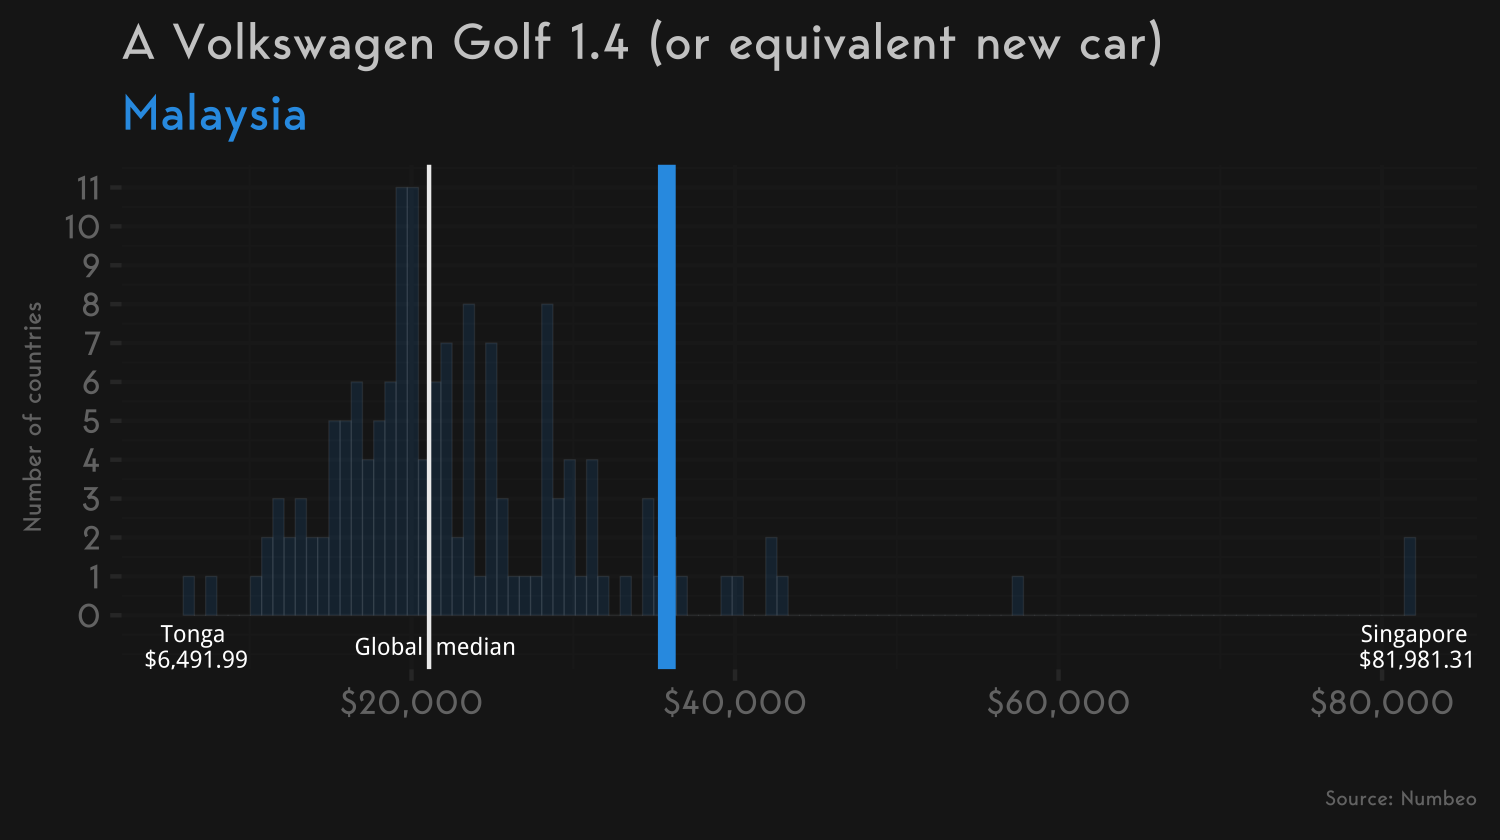 A Volkswagen Golf 1.4 (or equivalent new car)
Malaysia
Number of countries
11
10
9
8
7
6
5
4
3
2
1
0
Tonga
$6,491.99
Global median
Singapore
$81,981.31
$20,000 $40,000 $60,000 $80,000
Source: Numbeo